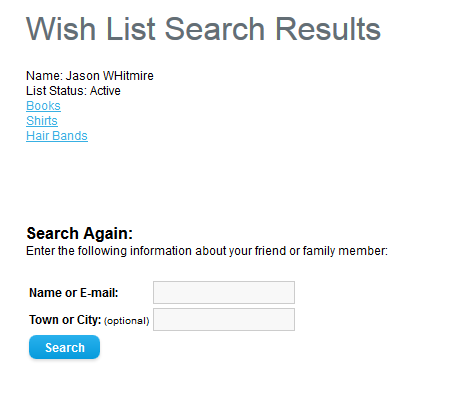 Wish List Search Results
Name: Jason WHitmire
List Status: Active
Books
Shirts
Hair Bands
Search Again:
Enter the following information about your friend or family member:
Name or E-mail:
Town or City: (optional)
Search